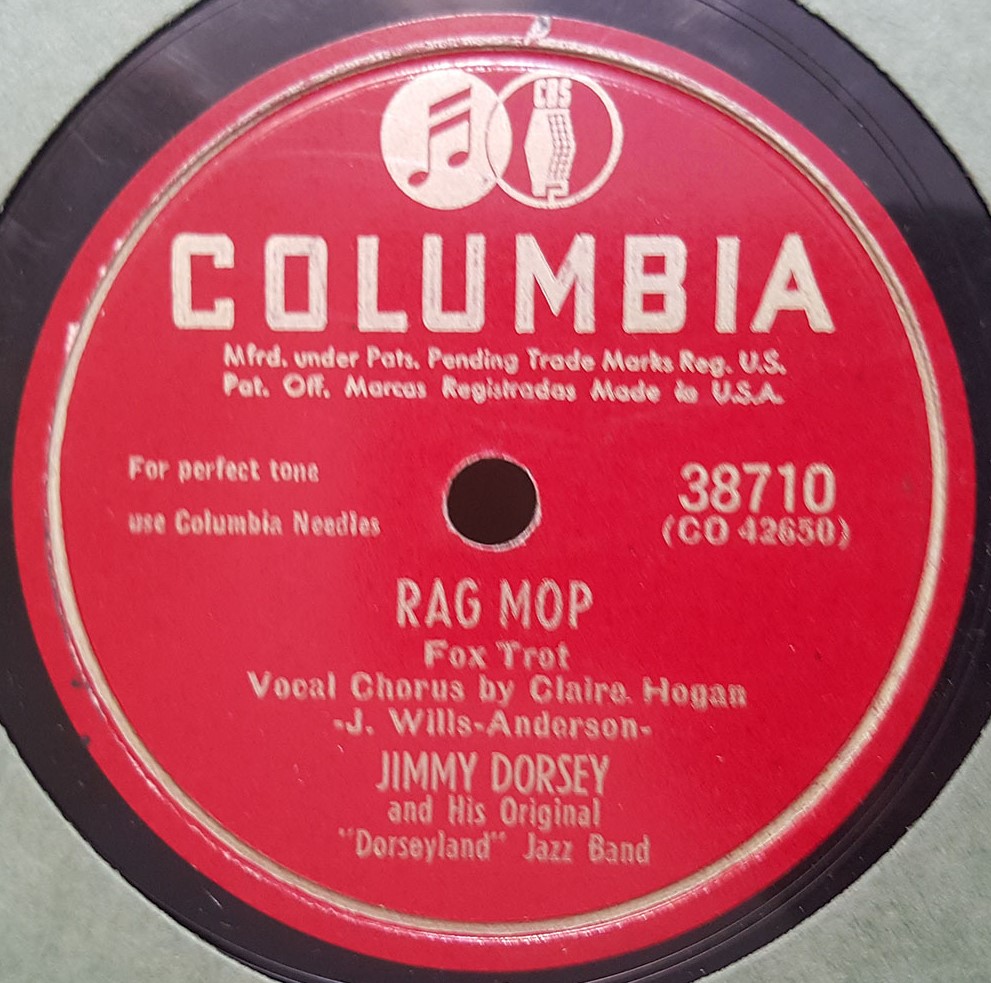 CBS
COLUMBIA
Mfrd. under Pats. Pending Trade Marks Reg. U.S.
Pat. Off. Marcas Registradas Made in U.S.A.
For perfect tone
use Columbia Needles
38710
(CO 42650)
RAG MOP
Fox Trot
Vocal Chorus by Claire Hogan
-J. Wills-Anderson-
JIMMY DORSEY
and His Original
"Dorseyland" Jazz Band